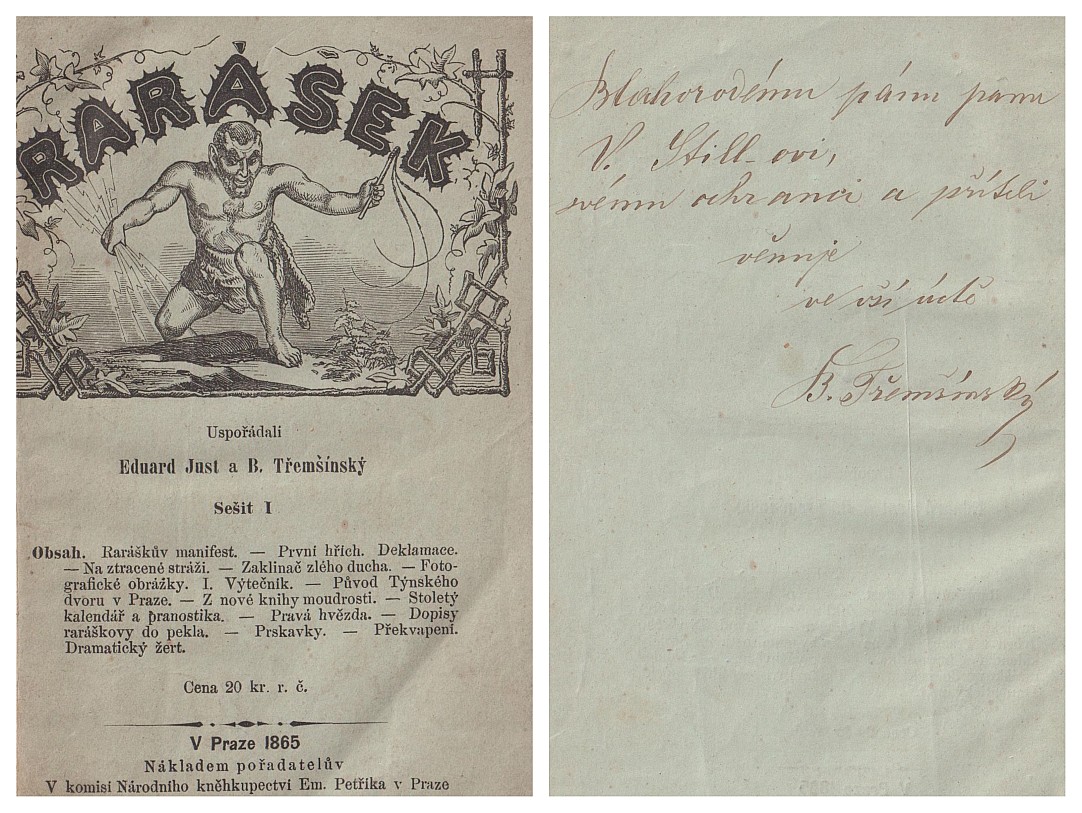 RARÁŠEK
Uspořádali
Eduard Just a B. Třemšínský
Sešit I
Obsah. Raráškův manifest. — První hřích. Deklamace.
— Na ztracené stráži. — Zaklinač zlého ducha. — Foto-
grafické obrázky. I. Výtečník. — Původ Týnského
dvoru v Praze. — Z nové knihy moudrosti. — Stoletý
kalendář a pranostika. — Pravá hvězda. — Dopisy
raráškovy do pekla. — Prskavky. — Překvapení.
Dramatický žert.
Cena 20 kr. r. č.
V Praze 1865
Nákladem pořadatelův
V komisi Národního kněhkupectví Em. Petříka v Praze
Blahorodému pánu panu
V. Still-ovi,
svému ochranci a příteli
věnuje
ve vší úctě
B. Třemšínský